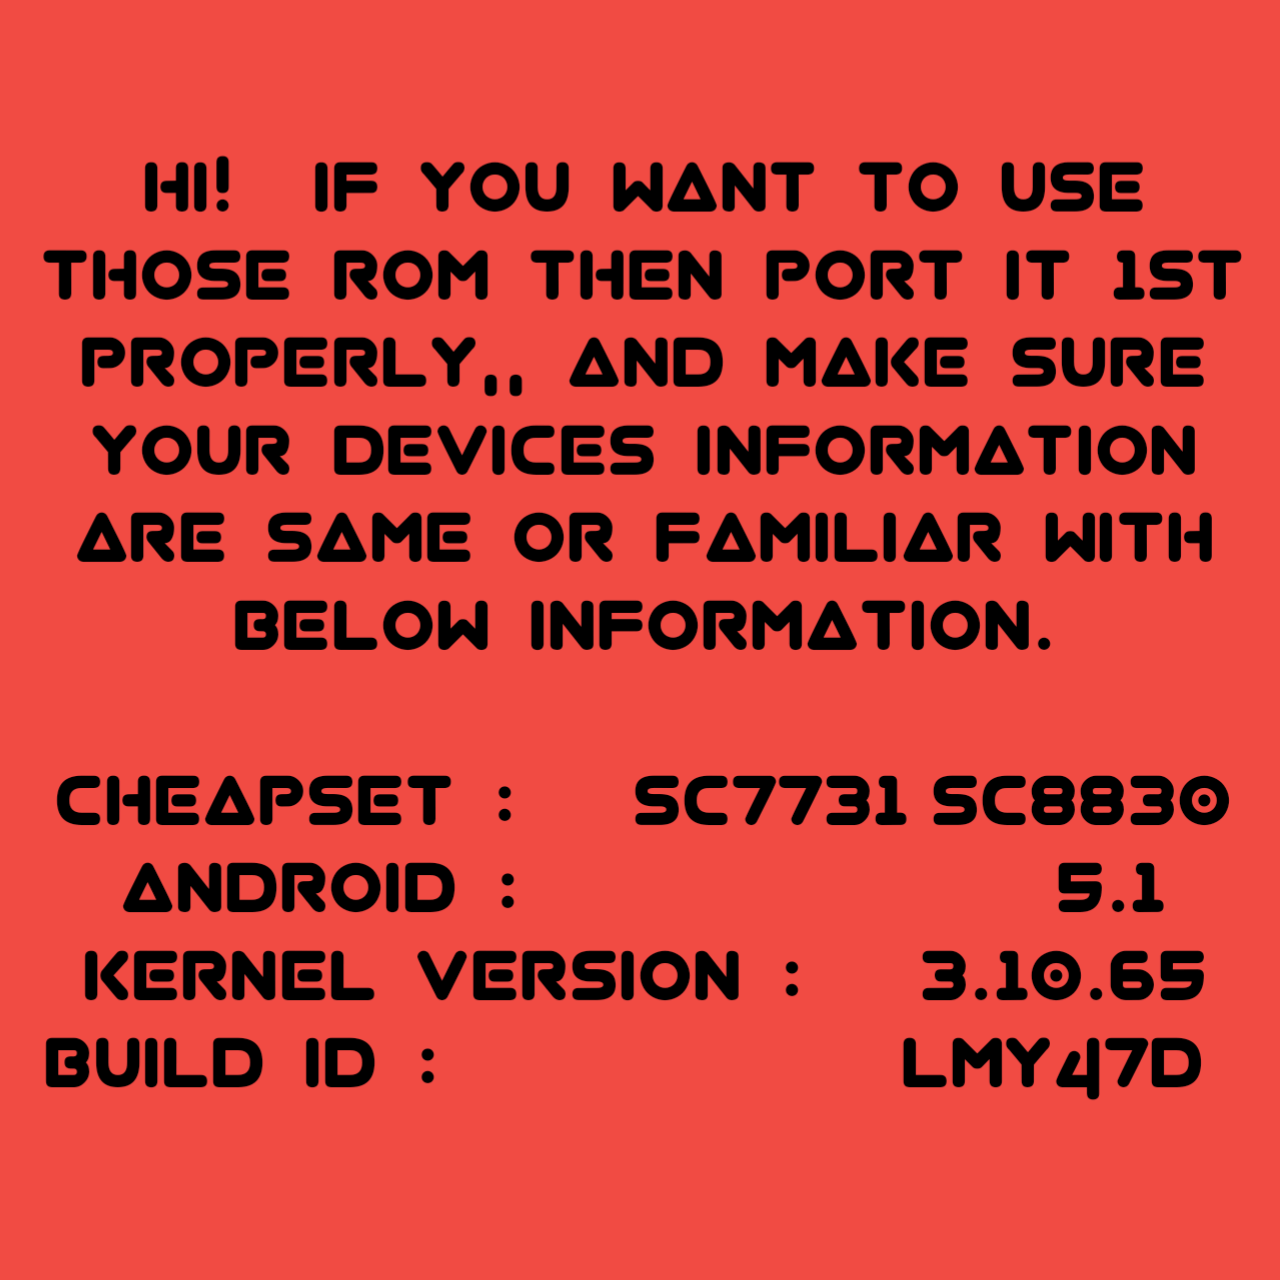 HI! IF YOU WANT TO USE
THOSE ROM THEN PORT IT 1ST
PROPERLY,, AND MAKE SURE
YOUR DEVICES INFORMATION
ARE SAME OR FAMILIAR WITH
BELOW INFORMATION.
CHEAPSET : SC7731 SC8830
ANDROID : 5.1
KERNEL VERSION : 3.10.65
BUILD ID : LMY47D